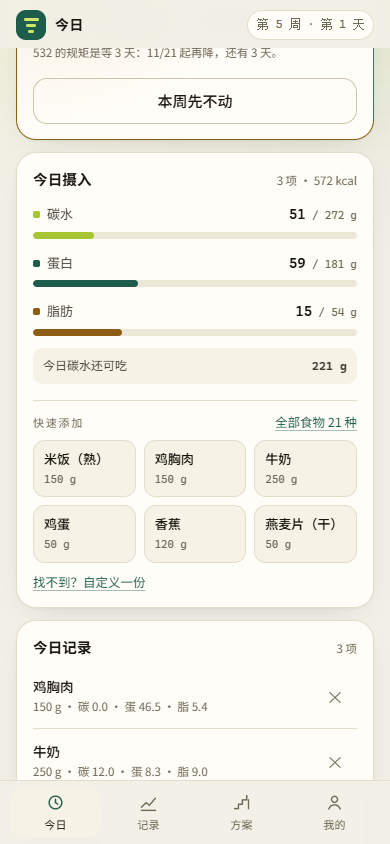 今日
第 5 周 · 第 1 天
532 的规矩是等 3 天：11/21 起再降，还有 3 天。
本周先不动
今日摄入
3 项 · 572 kcal
碳水
51 / 272 g
蛋白
59 / 181 g
脂肪
15 / 54 g
今日碳水还可吃
221 g
快速添加
全部食物 21 种
米饭（熟）
150 g
鸡胸肉
150 g
牛奶
250 g
鸡蛋
50 g
香蕉
120 g
燕麦片（干）
50 g
找不到？自定义一份
今日记录
3 项
鸡胸肉
150 g · 碳 0.0 · 蛋 46.5 · 脂 5.4
牛奶
250 g · 碳 12.0 · 蛋 8.3 · 脂 9.0
今日
记录
方案
我的